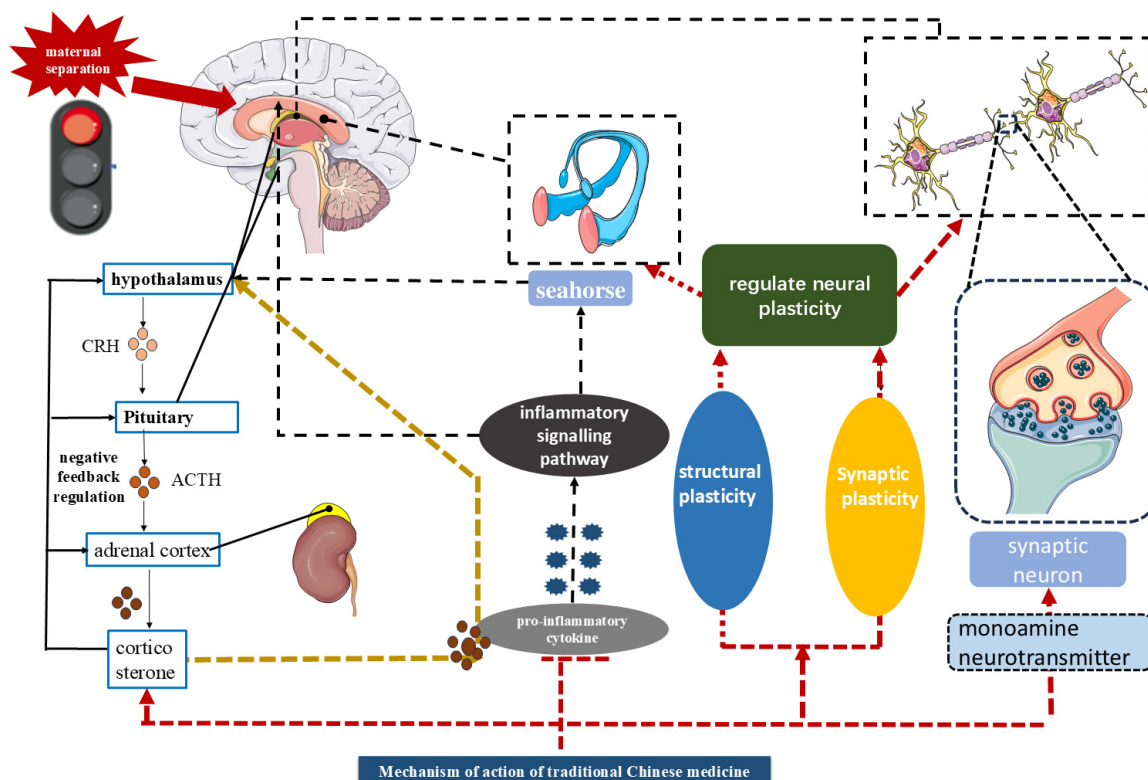 maternal
separation
hypothalamus
CRH
Pituitary
negative
feedback
regulation
ACTH
adrenal cortex
cortico
sterone
seahorse
inflammatory
signalling
pathway
pro-inflammatory
cytokine
regulate neural
plasticity
structural
plasticity
Synaptic
plasticity
synaptic
neuron
monoamine
neurotransmitter
Mechanism of action of traditional Chinese medicine